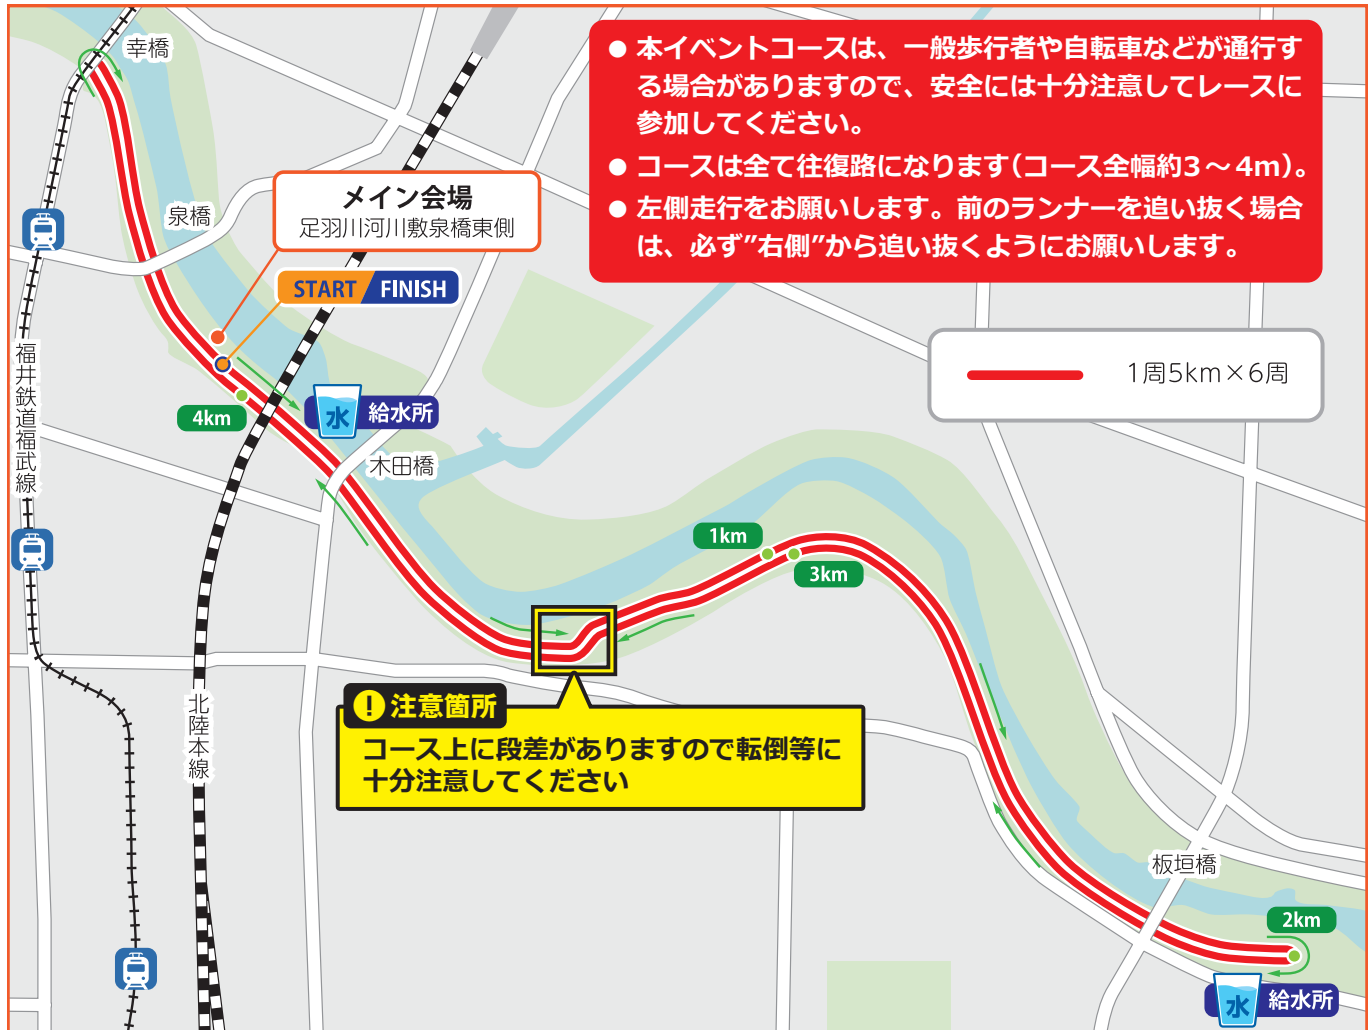 幸橋
● 本イベントコースは、一般歩行者や自転車などが通行す
る場合がありますので、安全には十分注意してレースに
参加してください。
● コースは全て往復路になります(コース全幅約3～4m)。
● 左側走行をお願いします。前のランナーを追い抜く場合
は、必ず"右側"から追い抜くようにお願いします。
メイン会場
足羽川河川敷泉橋東側
泉橋
START / FINISH
福井鉄道福武線
1周5km×6周
4km
水 給水所
木田橋
1km
3km
北陸本線
! 注意箇所
コース上に段差がありますので転倒等に
十分注意してください
板垣橋
2km
水 給水所